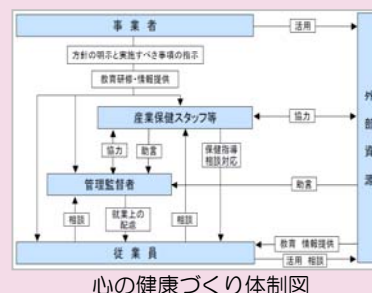 事業者
活用
方針の明示と実施すべき事項の指示
教育研修・情報提供
産業保健スタッフ等
協力
外部資源
協力
助言
保健指導
相談対応
管理監督者
助言
相談
就業上の
配慮
相談
教育 情報提供
従業員
活用 相談
心の健康づくり体制図